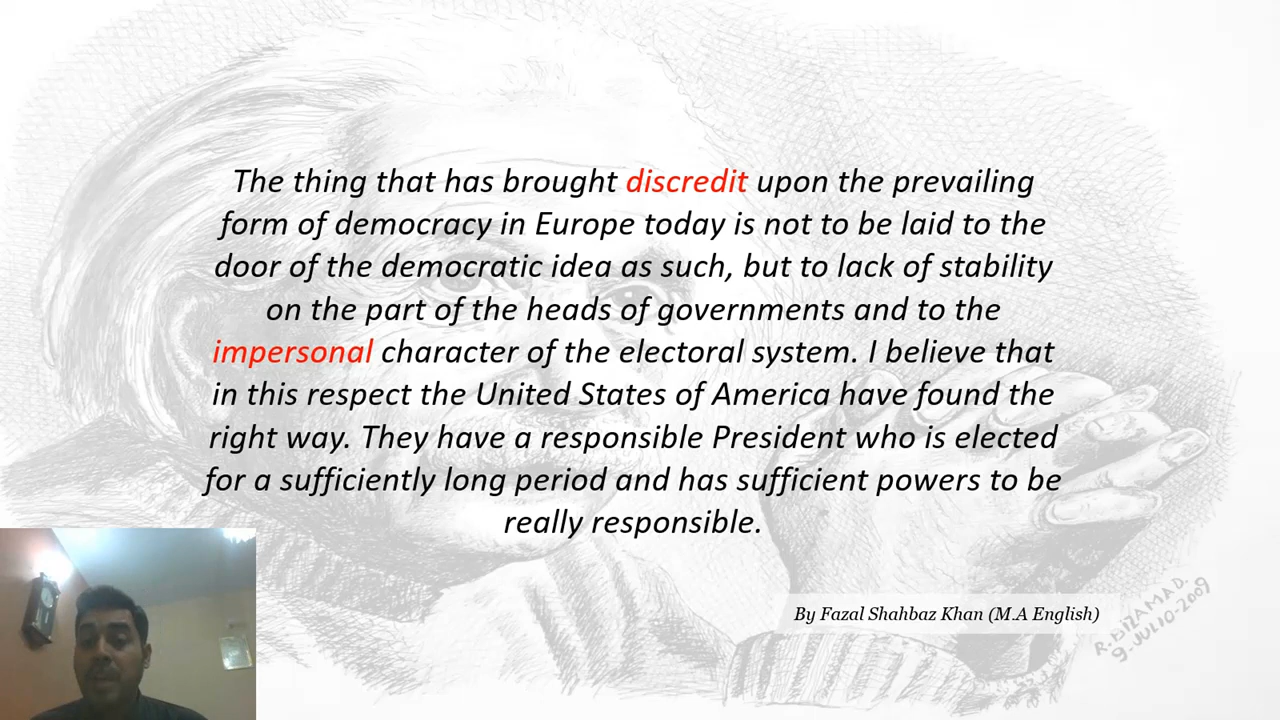 The thing that has brought discredit upon the prevailing
form of democracy in Europe today is not to be laid to the
door of the democratic idea as such, but to lack of stability
on the part of the heads of governments and to the
impersonal character of the electoral system. I believe that
in this respect the United States of America have found the
right way. They have a responsible President who is elected
for a sufficiently long period and has sufficient powers to be
really responsible.
By Fazal Shahbaz Khan (M.A English)
R. BIZAMA D.
9-JULIO-2009